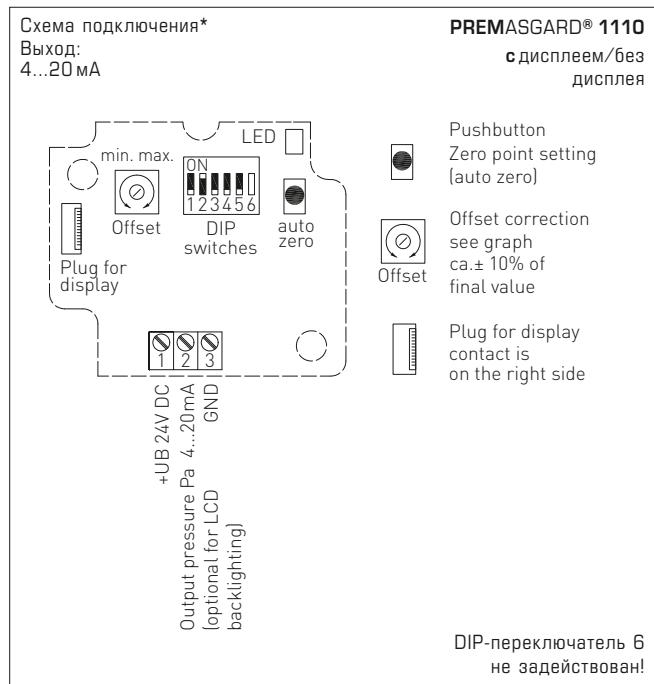 Схема подключения*
Выход:
4...20 мА
PREMASGARD® 1110
с дисплеем/без
дисплея
LED
min. max.
ON
1 2 3 4 5 6
Offset
DIP
switches
auto
zero
Plug for
display
1 2 3
+UB 24V DC
Output pressure Pa 4...20mA
GND
(optional for LCD
backlighting)
Pushbutton
Zero point setting
(auto zero)
Offset
Offset correction
see graph
ca.± 10% of
final value
Plug for display
contact is
on the right side
DIP-переключатель 6
не задействован!